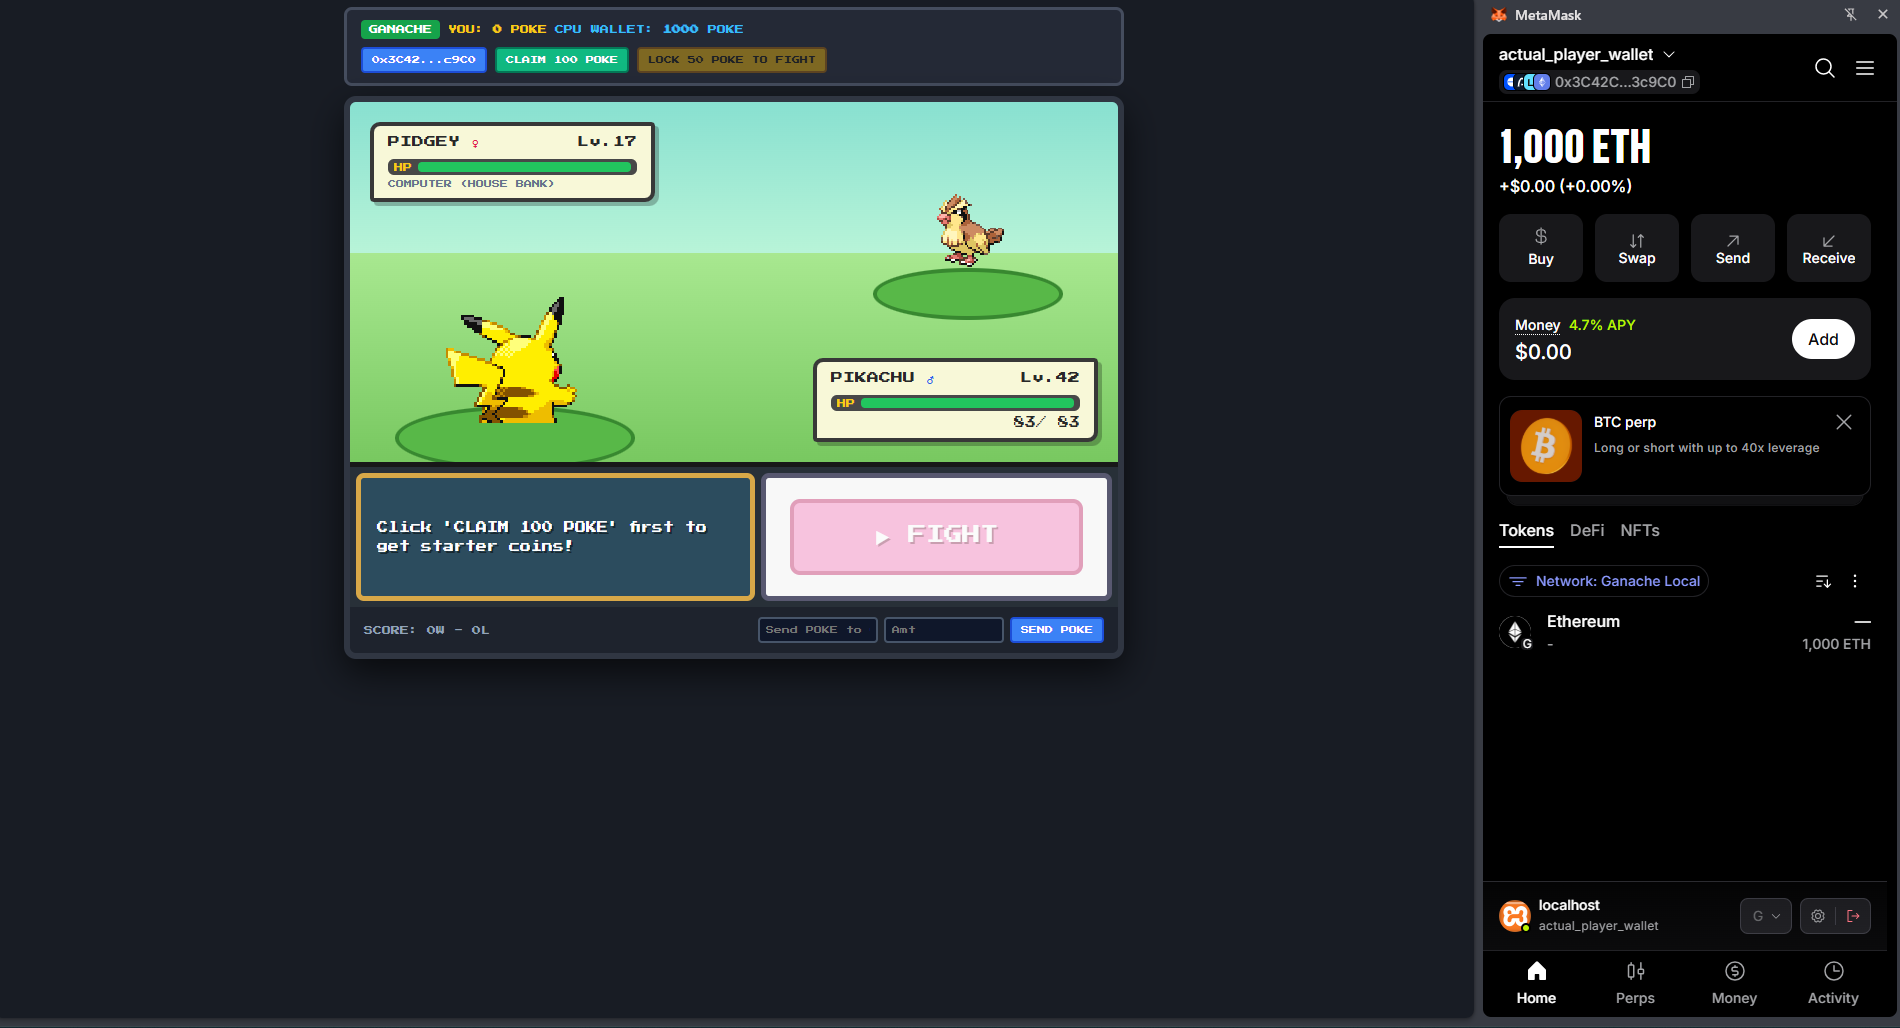 GANACHE YOU: 0 POKE CPU WALLET: 1000 POKE
0x3C42...c9C0 CLAIM 100 POKE LOCK 50 POKE TO FIGHT
PIDGEY ♀ Lv.17
HP
COMPUTER (HOUSE BANK)
PIKACHU ♂ Lv.42
HP
83/ 83
Click 'CLAIM 100 POKE' first to
get starter coins!
▶ FIGHT
SCORE: 0W - 0L Send POKE to Amt SEND POKE
MetaMask
actual_player_wallet
0x3C42C...3c9C0
1,000 ETH
+$0.00 (+0.00%)
Buy Swap Send Receive
Money 4.7% APY
$0.00
Add
BTC perp
Long or short with up to 40x leverage
Tokens DeFi NFTs
Network: Ganache Local
Ethereum —
- 1,000 ETH
G
localhost
actual_player_wallet
G
Home Perps Money Activity